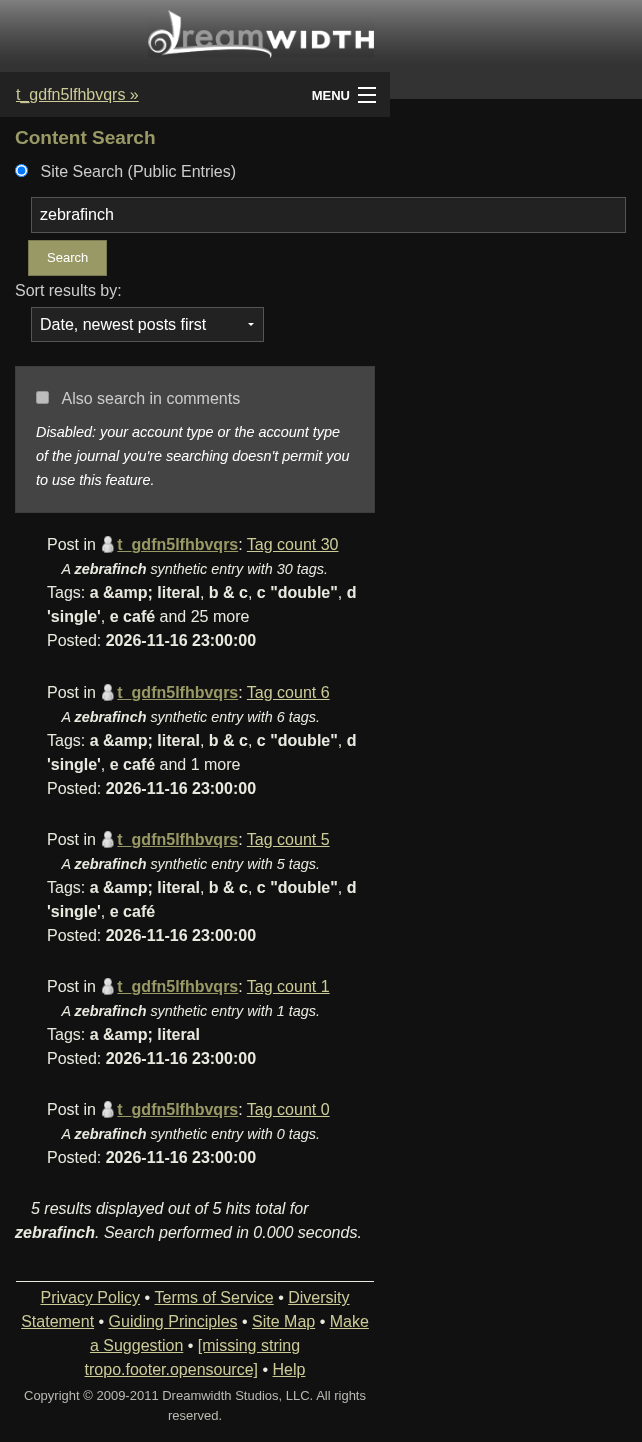 dreamWIDTH
t_gdfn5lfhbvqrs »
MENU
Content Search
Site Search (Public Entries)
zebrafinch
Search
Sort results by:
Date, newest posts first
Also search in comments
Disabled: your account type or the account type
of the journal you're searching doesn't permit you
to use this feature.
Post in t_gdfn5lfhbvqrs: Tag count 30
A zebrafinch synthetic entry with 30 tags.
Tags: a &amp; literal, b & c, c "double", d
'single', e café and 25 more
Posted: 2026-11-16 23:00:00
Post in t_gdfn5lfhbvqrs: Tag count 6
A zebrafinch synthetic entry with 6 tags.
Tags: a &amp; literal, b & c, c "double", d
'single', e café and 1 more
Posted: 2026-11-16 23:00:00
Post in t_gdfn5lfhbvqrs: Tag count 5
A zebrafinch synthetic entry with 5 tags.
Tags: a &amp; literal, b & c, c "double", d
'single', e café
Posted: 2026-11-16 23:00:00
Post in t_gdfn5lfhbvqrs: Tag count 1
A zebrafinch synthetic entry with 1 tags.
Tags: a &amp; literal
Posted: 2026-11-16 23:00:00
Post in t_gdfn5lfhbvqrs: Tag count 0
A zebrafinch synthetic entry with 0 tags.
Posted: 2026-11-16 23:00:00
5 results displayed out of 5 hits total for
zebrafinch. Search performed in 0.000 seconds.
Privacy Policy • Terms of Service • Diversity
Statement • Guiding Principles • Site Map • Make
a Suggestion • [missing string
tropo.footer.opensource] • Help
Copyright © 2009-2011 Dreamwidth Studios, LLC. All rights
reserved.